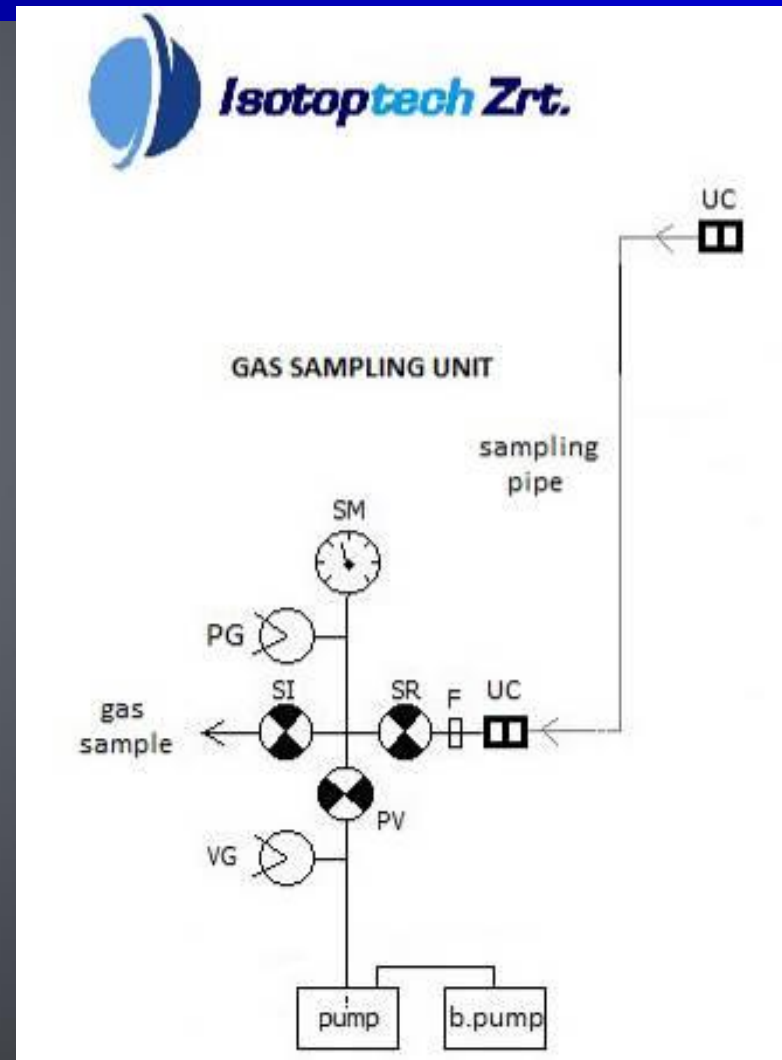 Isotoptech Zrt.
UC
GAS SAMPLING UNIT
sampling
pipe
SM
PG
SI
SR
F
UC
gas
sample
PV
VG
pump
b.pump